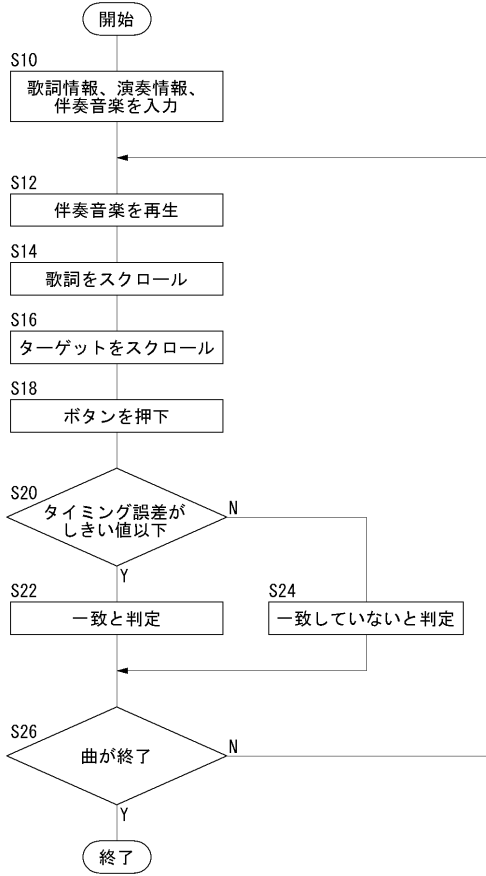 開始
S10
歌詞情報、演奏情報、
伴奏音楽を入力
S12
伴奏音楽を再生
S14
歌詞をスクロール
S16
ターゲットをスクロール
S18
ボタンを押下
S20
タイミング誤差が
しきい値以下
N
Y
S22
一致と判定
S24
一致していないと判定
S26
曲が終了
N
Y
終了